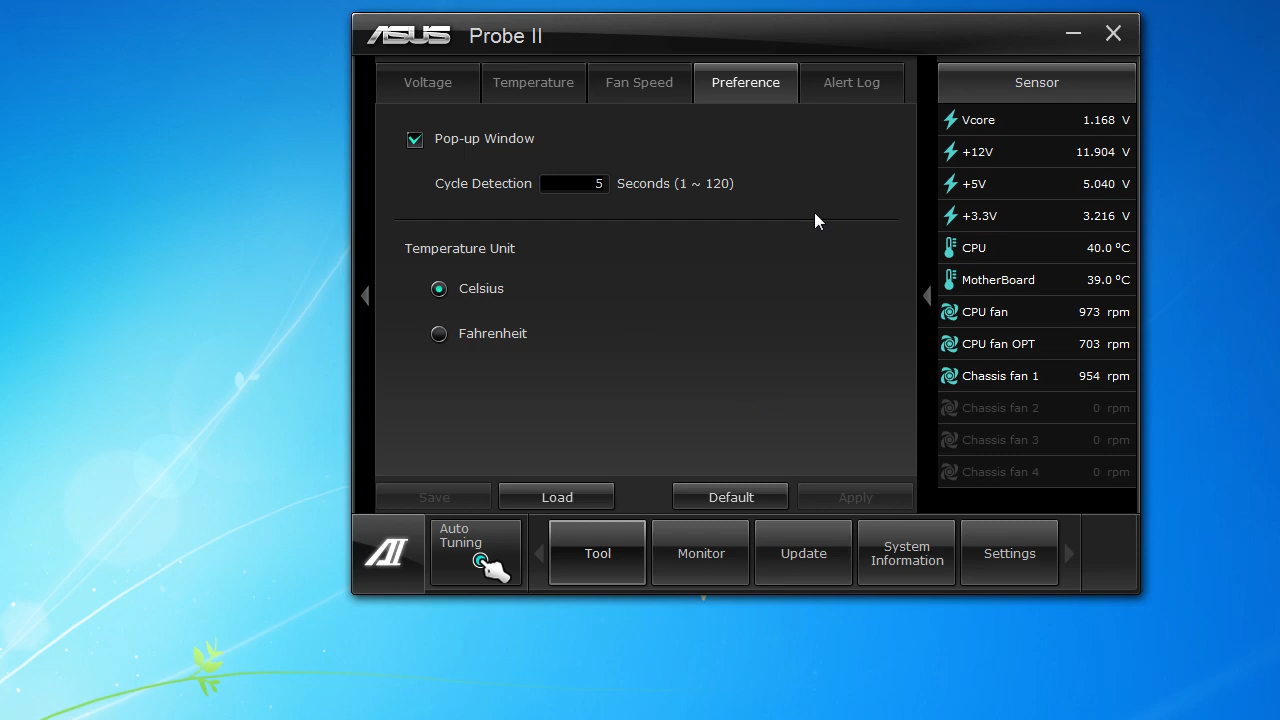 ASUS Probe II
Voltage Temperature Fan Speed Preference Alert Log
Pop-up Window
Cycle Detection 5 Seconds (1 ~ 120)
Temperature Unit
Celsius
Fahrenheit
Save Load Default Apply
Sensor
Vcore 1.168 V
+12V 11.904 V
+5V 5.040 V
+3.3V 3.216 V
CPU 40.0 °C
MotherBoard 39.0 °C
CPU fan 973 rpm
CPU fan OPT 703 rpm
Chassis fan 1 954 rpm
Chassis fan 2 0 rpm
Chassis fan 3 0 rpm
Chassis fan 4 0 rpm
AI
Auto
Tuning
Tool
Monitor
Update
System
Information
Settings